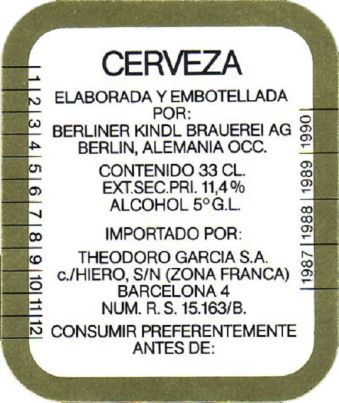 CERVEZA
ELABORADA Y EMBOTELLADA
POR:
BERLINER KINDL BRAUEREI AG
BERLIN, ALEMANIA OCC.
CONTENIDO 33 CL.
EXT.SEC.PRI. 11,4%
ALCOHOL 5º G.L.
IMPORTADO POR:
THEODORO GARCIA S.A.
c./HIERO, S/N (ZONA FRANCA)
BARCELONA 4
NUM. R. S. 15.163/B.
CONSUMIR PREFERENTEMENTE
ANTES DE:
1|2|3|4|5|6|7|8|9|10|11|12
1987|1988|1989|1990